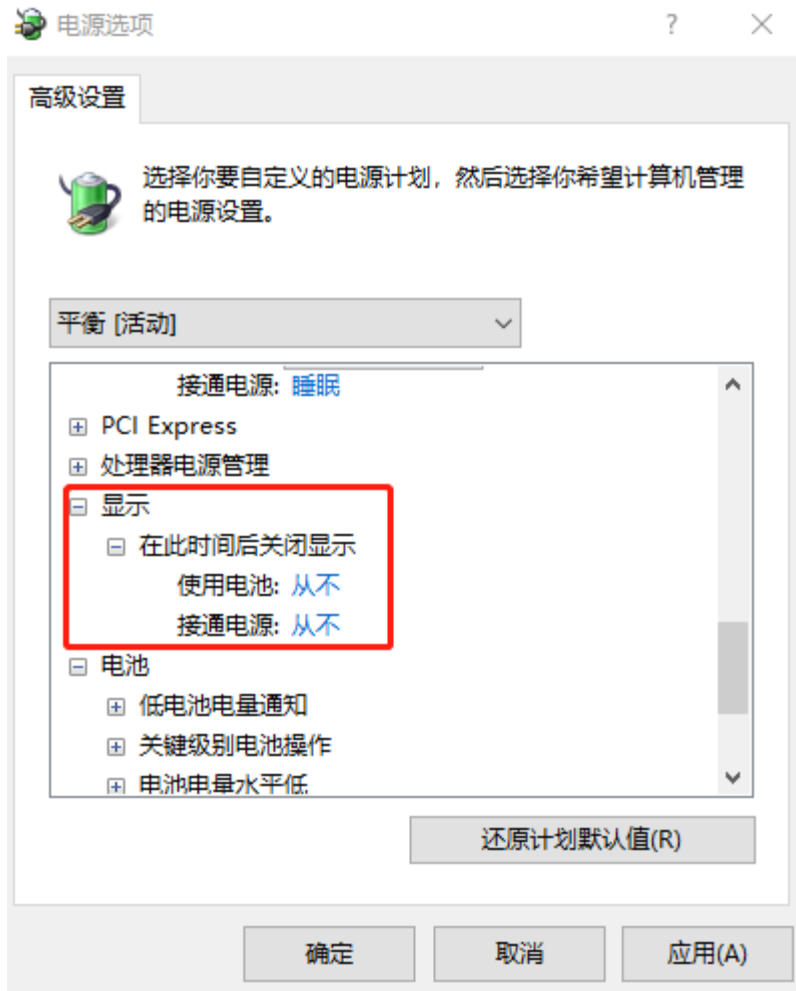 电源选项
高级设置
选择你要自定义的电源计划，然后选择你希望计算机管理
的电源设置。
平衡 [活动]
接通电源: 睡眠
PCI Express
处理器电源管理
显示
在此时间后关闭显示
使用电池: 从不
接通电源: 从不
电池
低电池电量通知
关键级别电池操作
电池电量水平低
还原计划默认值(R)
确定
取消
应用(A)